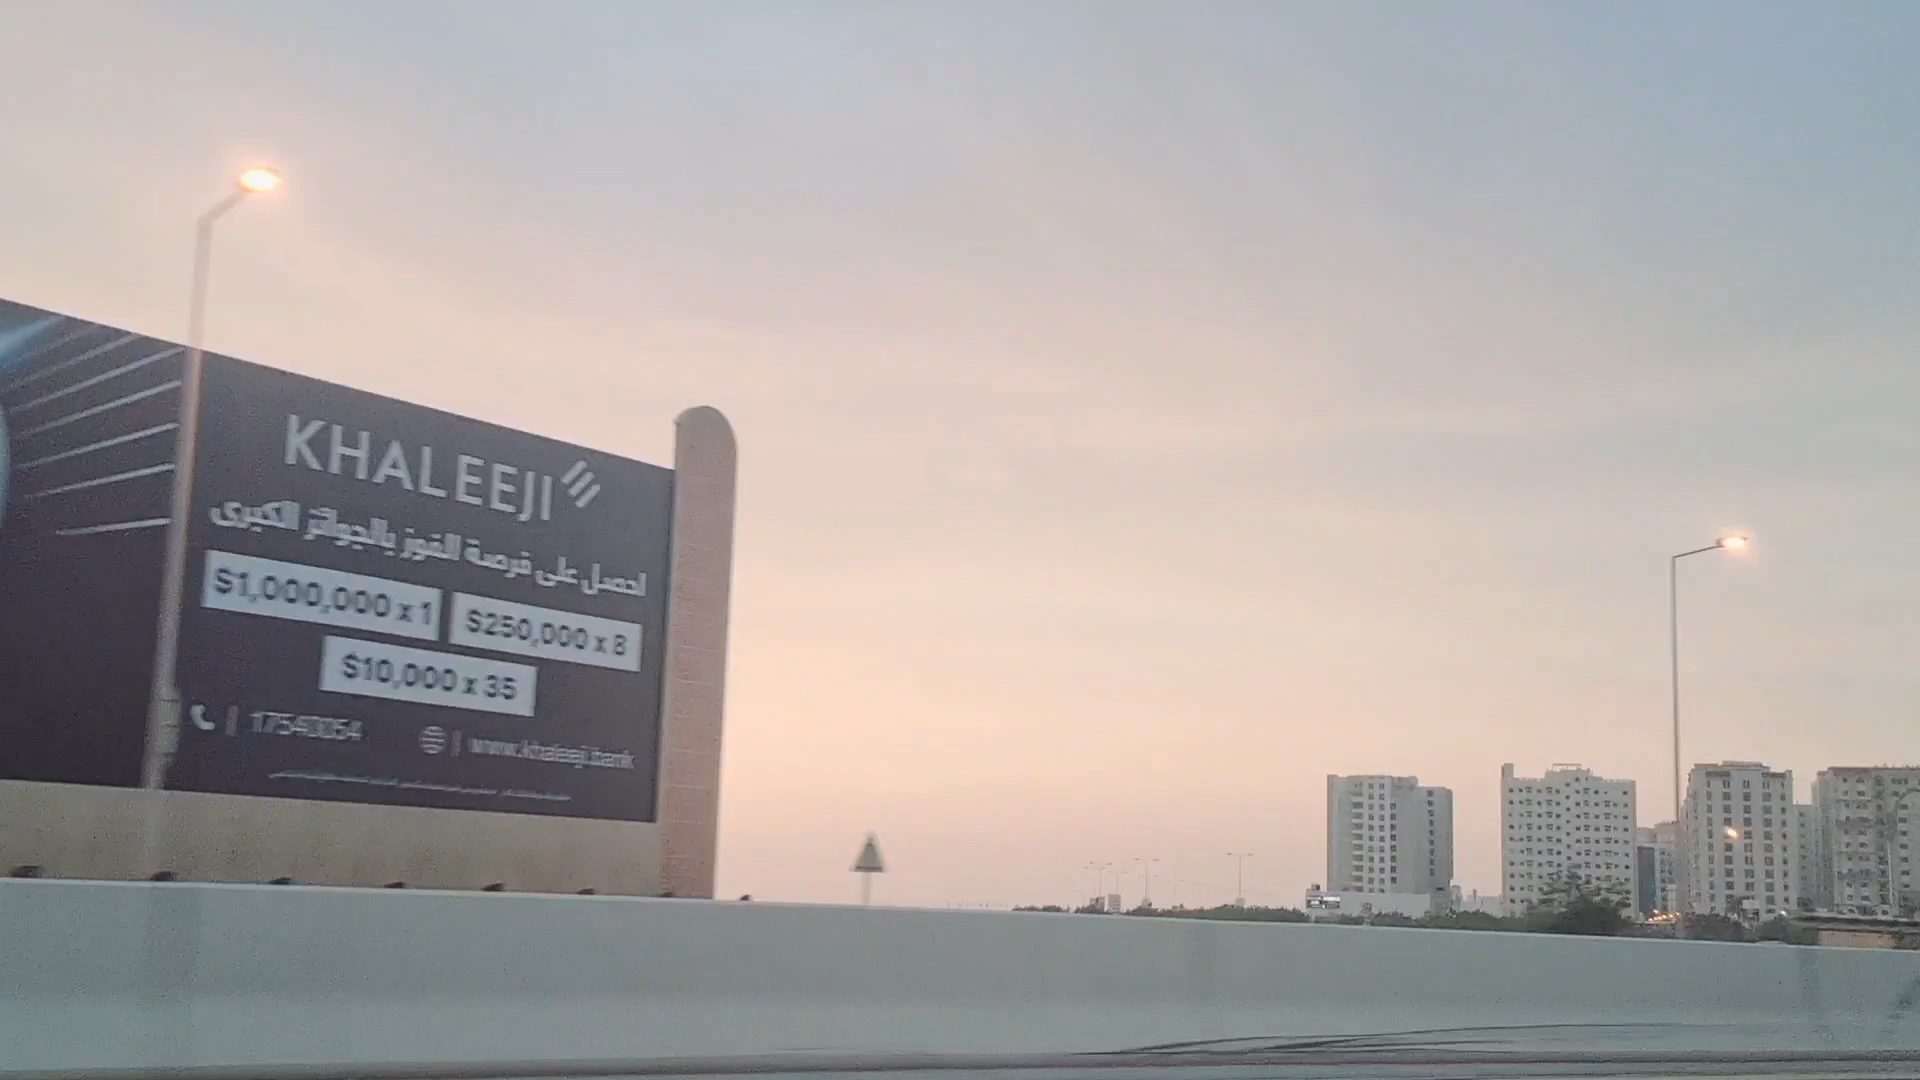 KHALEEJI
احصل على فرصة الفوز بالجوائز الكبرى
$1,000,000 x 1
$250,000 x 8
$10,000 x 35
17540054
www.khaleeji.bank